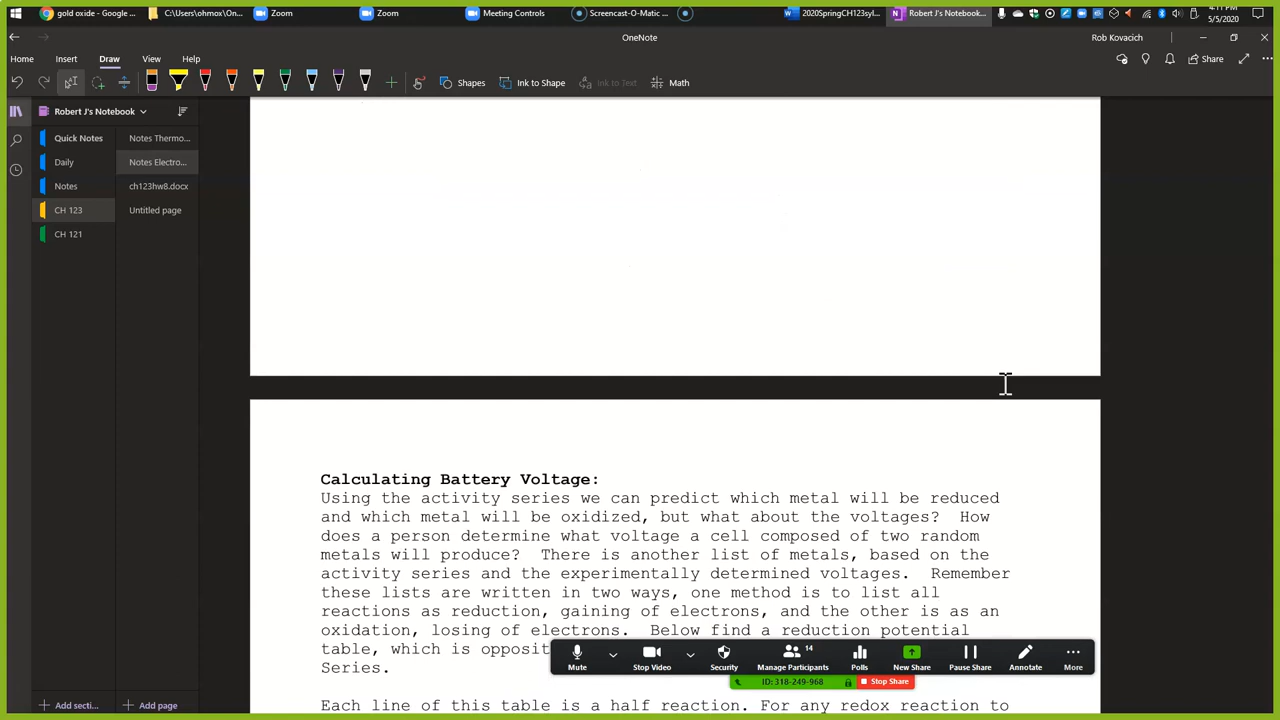 gold oxide - Google ...
C:\Users\ohmox\On...
Zoom
Zoom
Meeting Controls
Screencast-O-Matic ...
2020SpringCH123syl...
Robert J's Notebook...
4:11 PM
5/5/2020
OneNote
Rob Kovacich
Home
Insert
Draw
View
Help
Share
Shapes
Ink to Shape
Ink to Text
Math
Robert J's Notebook
Quick Notes
Notes Thermo...
Daily
Notes Electro...
Notes
ch123hw8.docx
CH 123
Untitled page
CH 121
Calculating Battery Voltage:
Using the activity series we can predict which metal will be reduced
and which metal will be oxidized, but what about the voltages? How
does a person determine what voltage a cell composed of two random
metals will produce? There is another list of metals, based on the
activity series and the experimentally determined voltages. Remember
these lists are written in two ways, one method is to list all
reactions as reduction, gaining of electrons, and the other is as an
oxidation, losing of electrons. Below find a reduction potential
table, which is opposit
Series.
Each line of this table is a half reaction. For any redox reaction to
Mute
Stop Video
Security
14
Manage Participants
Polls
New Share
Pause Share
Annotate
More
ID: 318-249-968
Stop Share
Add secti...
Add page